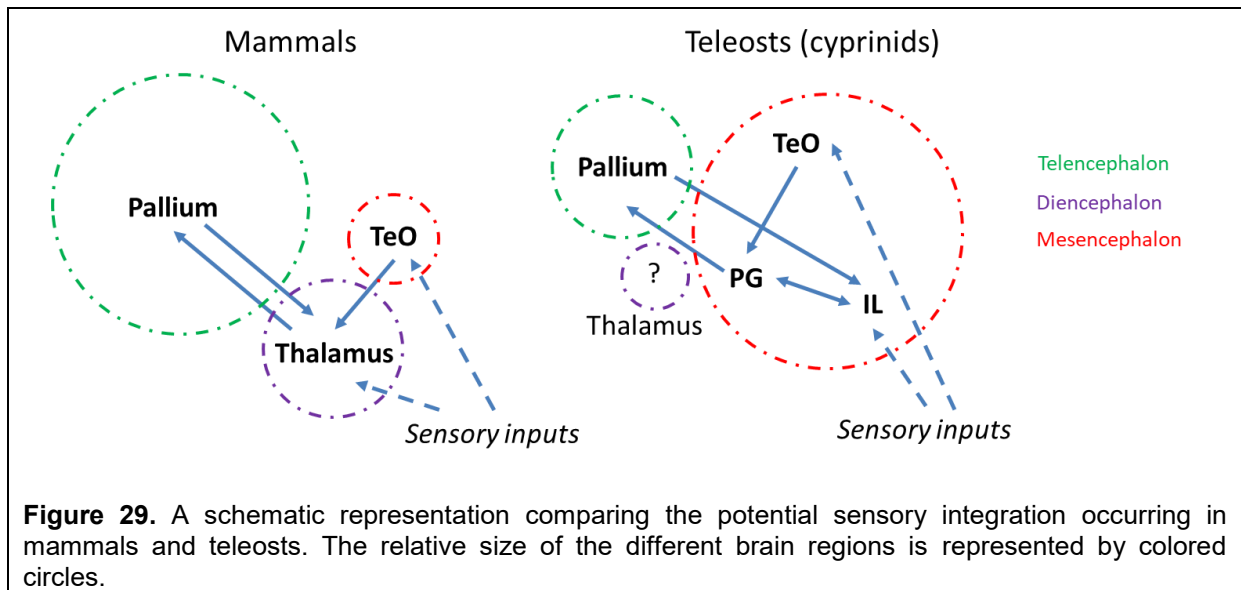 Mammals
Teleosts (cyprinids)
Pallium
TeO
Thalamus
Sensory inputs
TeO
Pallium
PG
IL
?
Thalamus
Sensory inputs
Telencephalon
Diencephalon
Mesencephalon
Figure 29. A schematic representation comparing the potential sensory integration occurring in
mammals and teleosts. The relative size of the different brain regions is represented by colored
circles.